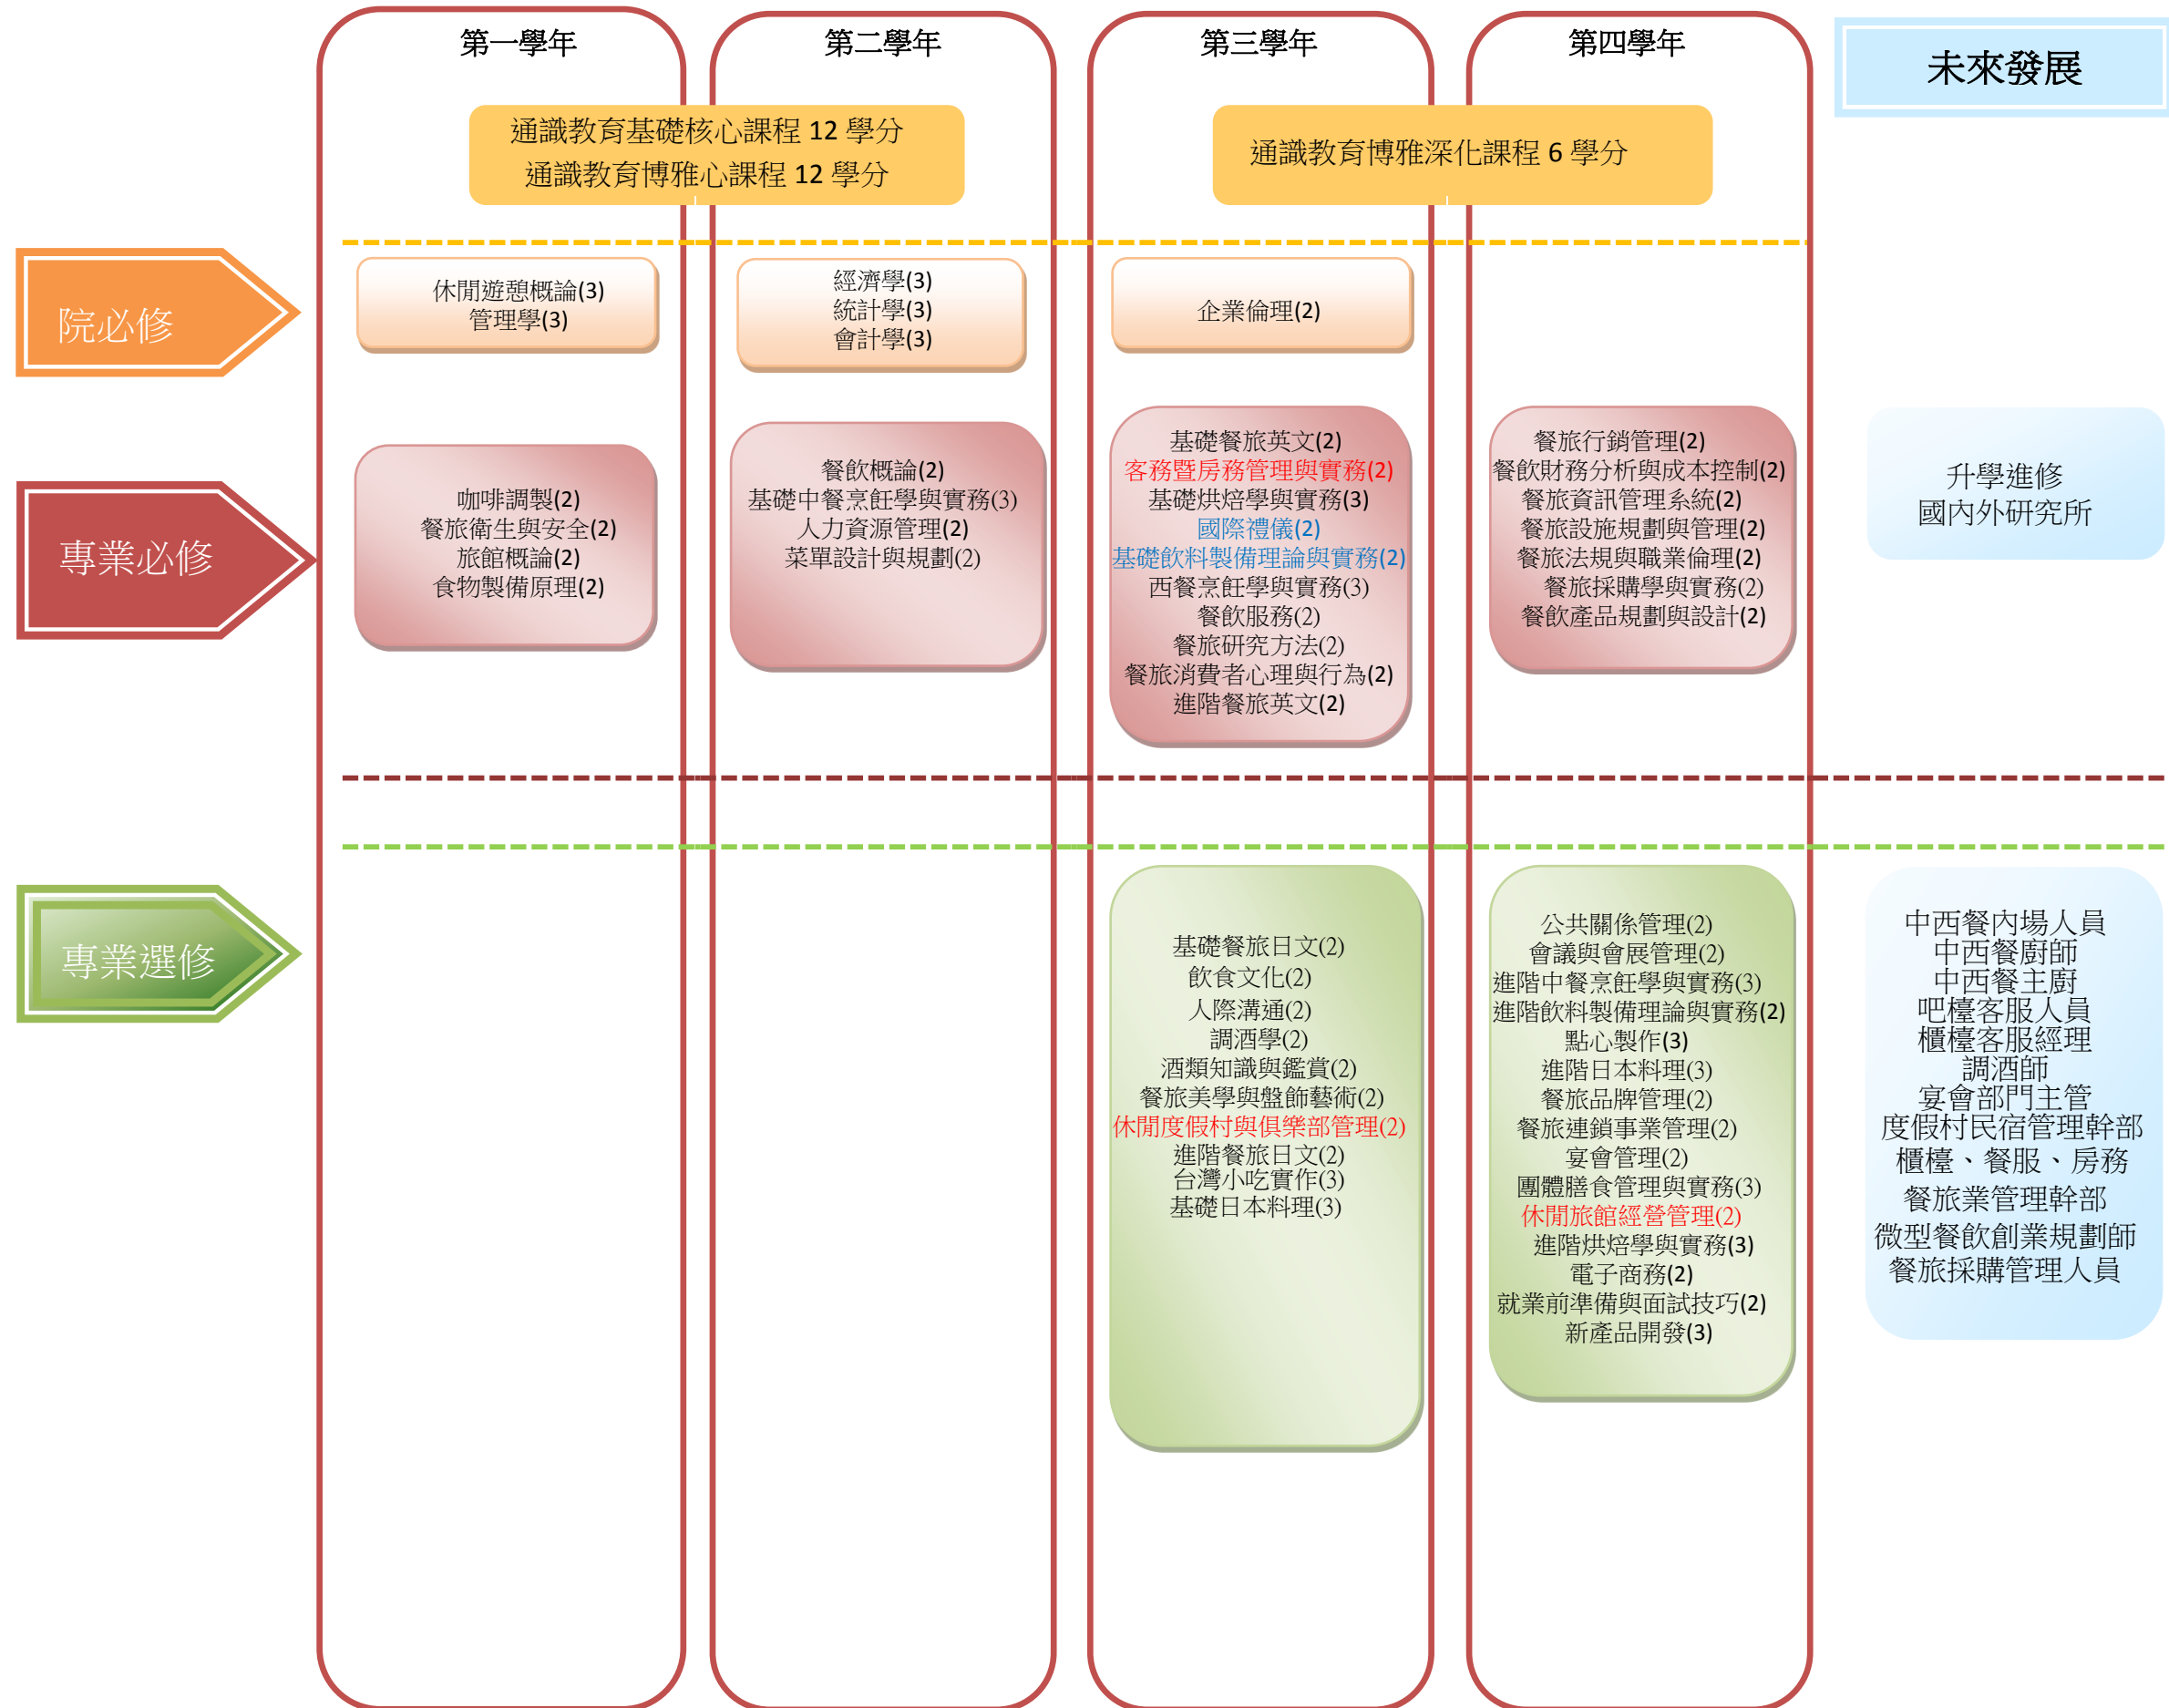 第一學年
第二學年
第三學年
第四學年
未來發展
通識教育基礎核心課程 12 學分
通識教育博雅心課程 12 學分
通識教育博雅深化課程 6 學分
院必修
休閒遊憩概論(3)
管理學(3)
經濟學(3)
統計學(3)
會計學(3)
企業倫理(2)
專業必修
咖啡調製(2)
餐旅衛生與安全(2)
旅館概論(2)
食物製備原理(2)
餐飲概論(2)
基礎中餐烹飪學與實務(3)
人力資源管理(2)
菜單設計與規劃(2)
基礎餐旅英文(2)
客務暨房務管理與實務(2)
基礎烘焙學與實務(3)
國際禮儀(2)
基礎飲料製備理論與實務(2)
西餐烹飪學與實務(3)
餐飲服務(2)
餐旅研究方法(2)
餐旅消費者心理與行為(2)
進階餐旅英文(2)
餐旅行銷管理(2)
餐飲財務分析與成本控制(2)
餐旅資訊管理系統(2)
餐旅設施規劃與管理(2)
餐旅法規與職業倫理(2)
餐旅採購學與實務(2)
餐飲產品規劃與設計(2)
升學進修
國內外研究所
專業選修
基礎餐旅日文(2)
飲食文化(2)
人際溝通(2)
調酒學(2)
酒類知識與鑑賞(2)
餐旅美學與盤飾藝術(2)
休閒度假村與俱樂部管理(2)
進階餐旅日文(2)
台灣小吃實作(3)
基礎日本料理(3)
公共關係管理(2)
會議與會展管理(2)
進階中餐烹飪學與實務(3)
進階飲料製備理論與實務(2)
點心製作(3)
進階日本料理(3)
餐旅品牌管理(2)
餐旅連鎖事業管理(2)
宴會管理(2)
團體膳食管理與實務(3)
休閒旅館經營管理(2)
進階烘焙學與實務(3)
電子商務(2)
就業前準備與面試技巧(2)
新產品開發(3)
中西餐內場人員
中西餐廚師
中西餐主廚
吧檯客服人員
櫃檯客服經理
調酒師
宴會部門主管
度假村民宿管理幹部
櫃檯、餐服、房務
餐旅業管理幹部
微型餐飲創業規劃師
餐旅採購管理人員